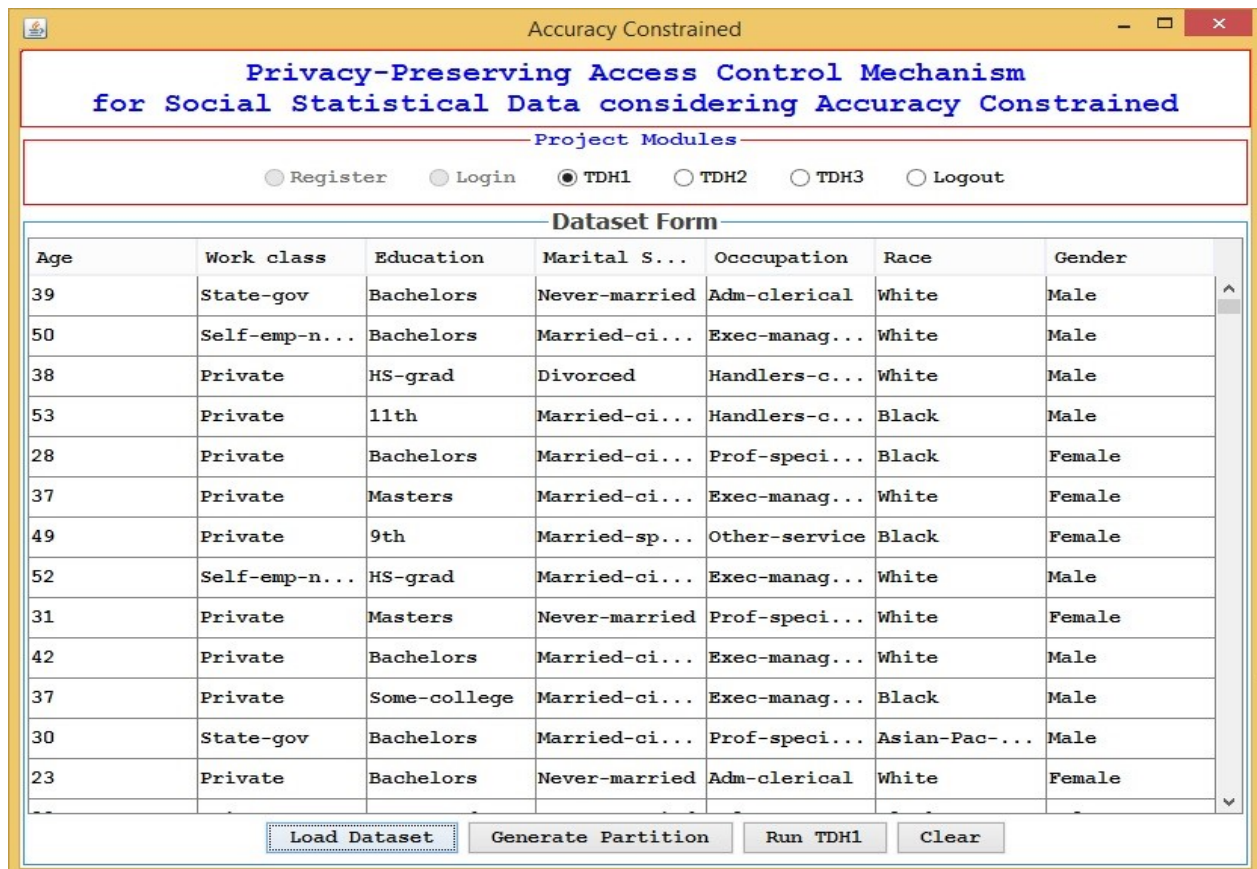 Accuracy Constrained
Privacy-Preserving Access Control Mechanism
for Social Statistical Data considering Accuracy Constrained
Project Modules
Register Login TDH1 TDH2 TDH3 Logout
Dataset Form
Age Work class Education Marital S... Occcupation Race Gender
39 State-gov Bachelors Never-married Adm-clerical White Male
50 Self-emp-n... Bachelors Married-ci... Exec-manag... White Male
38 Private HS-grad Divorced Handlers-c... White Male
53 Private 11th Married-ci... Handlers-c... Black Male
28 Private Bachelors Married-ci... Prof-speci... Black Female
37 Private Masters Married-ci... Exec-manag... White Female
49 Private 9th Married-sp... Other-service Black Female
52 Self-emp-n... HS-grad Married-ci... Exec-manag... White Male
31 Private Masters Never-married Prof-speci... White Female
42 Private Bachelors Married-ci... Exec-manag... White Male
37 Private Some-college Married-ci... Exec-manag... Black Male
30 State-gov Bachelors Married-ci... Prof-speci... Asian-Pac-... Male
23 Private Bachelors Never-married Adm-clerical White Female
Load Dataset Generate Partition Run TDH1 Clear